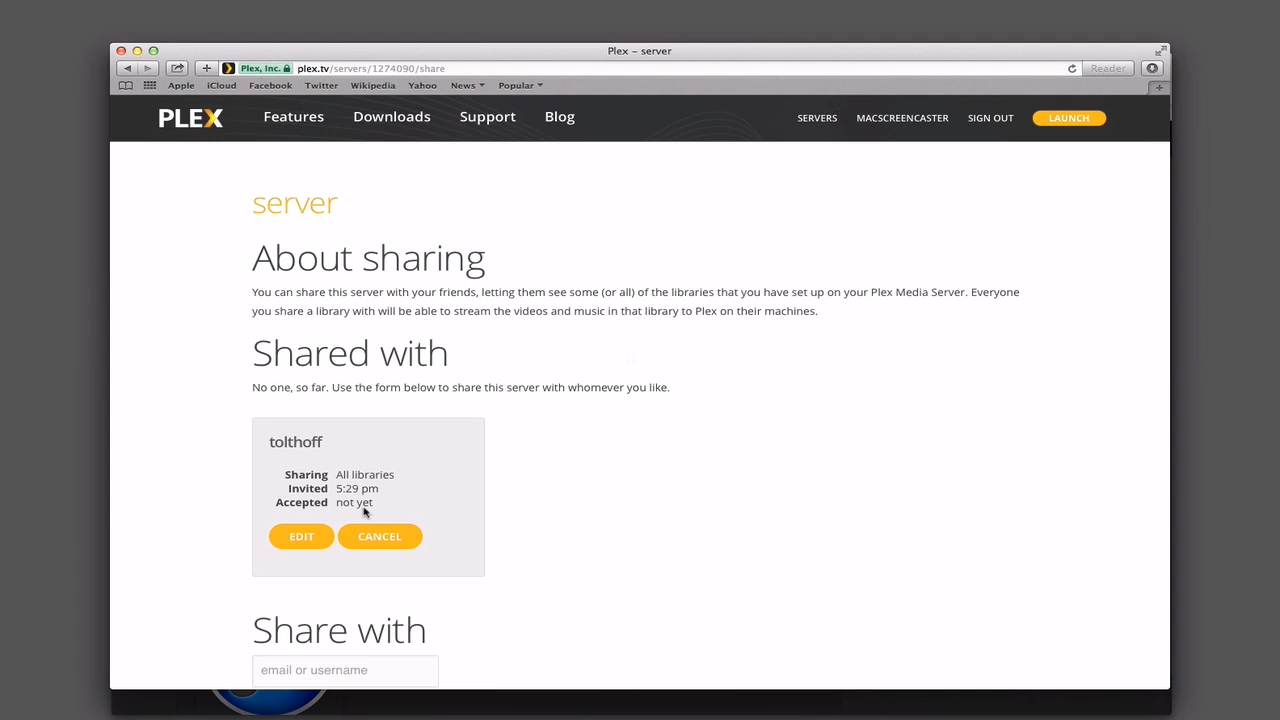 Plex – server
Plex, Inc. plex.tv/servers/1274090/share
Reader
Apple iCloud Facebook Twitter Wikipedia Yahoo News Popular
PLEX Features Downloads Support Blog SERVERS MACSCREENCASTER SIGN OUT LAUNCH
server
About sharing
You can share this server with your friends, letting them see some (or all) of the libraries that you have set up on your Plex Media Server. Everyone
you share a library with will be able to stream the videos and music in that library to Plex on their machines.
Shared with
No one, so far. Use the form below to share this server with whomever you like.
tolthoff
Sharing All libraries
Invited 5:29 pm
Accepted not yet
EDIT CANCEL
Share with
email or username